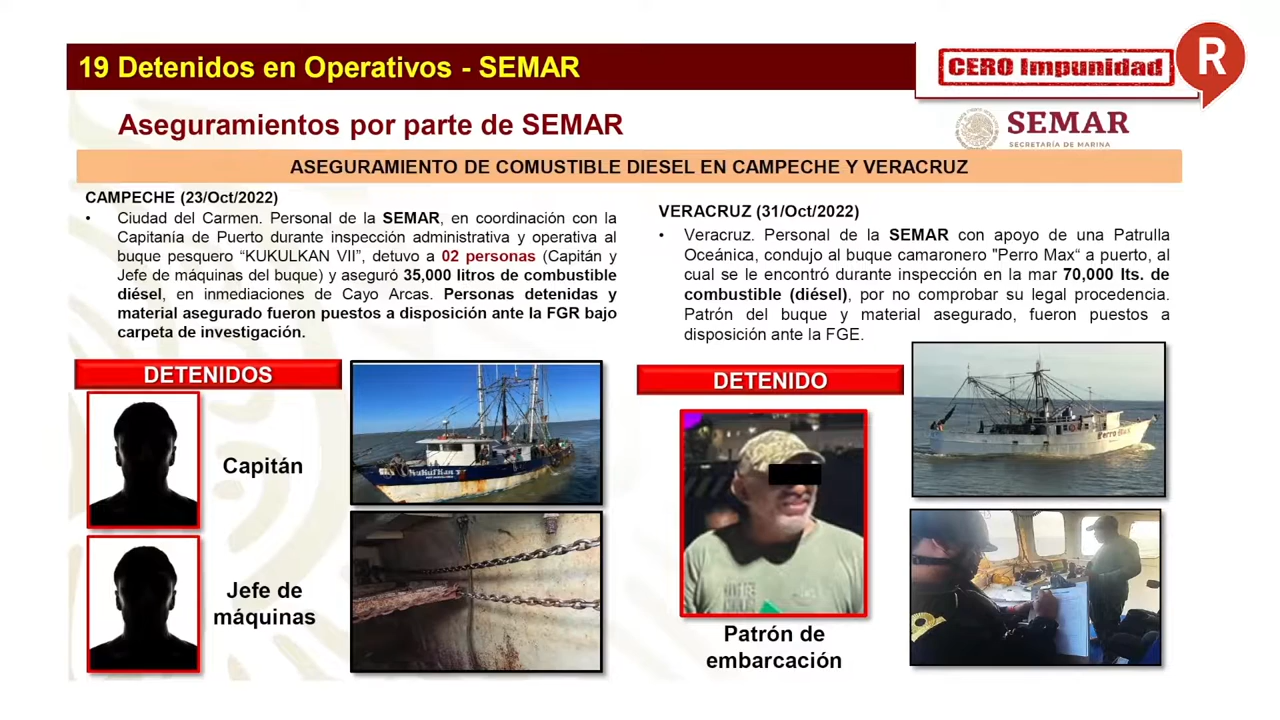 19 Detenidos en Operativos - SEMAR
CERO Impunidad
R
Aseguramientos por parte de SEMAR
SEMAR
SECRETARÍA DE MARINA
ASEGURAMIENTO DE COMUSTIBLE DIESEL EN CAMPECHE Y VERACRUZ
CAMPECHE (23/Oct/2022)
• Ciudad del Carmen. Personal de la SEMAR, en coordinación con la
Capitanía de Puerto durante inspección administrativa y operativa al
buque pesquero “KUKULKAN VII”, detuvo a 02 personas (Capitán y
Jefe de máquinas del buque) y aseguró 35,000 litros de combustible
diésel, en inmediaciones de Cayo Arcas. Personas detenidas y
material asegurado fueron puestos a disposición ante la FGR bajo
carpeta de investigación.
VERACRUZ (31/Oct/2022)
• Veracruz. Personal de la SEMAR con apoyo de una Patrulla
Oceánica, condujo al buque camaronero "Perro Max“ a puerto, al
cual se le encontró durante inspección en la mar 70,000 lts. de
combustible (diésel), por no comprobar su legal procedencia.
Patrón del buque y material asegurado, fueron puestos a
disposición ante la FGE.
DETENIDOS
Capitán
Jefe de
máquinas
KuKulKan V
DETENIDO
Patrón de
embarcación
Perro Max